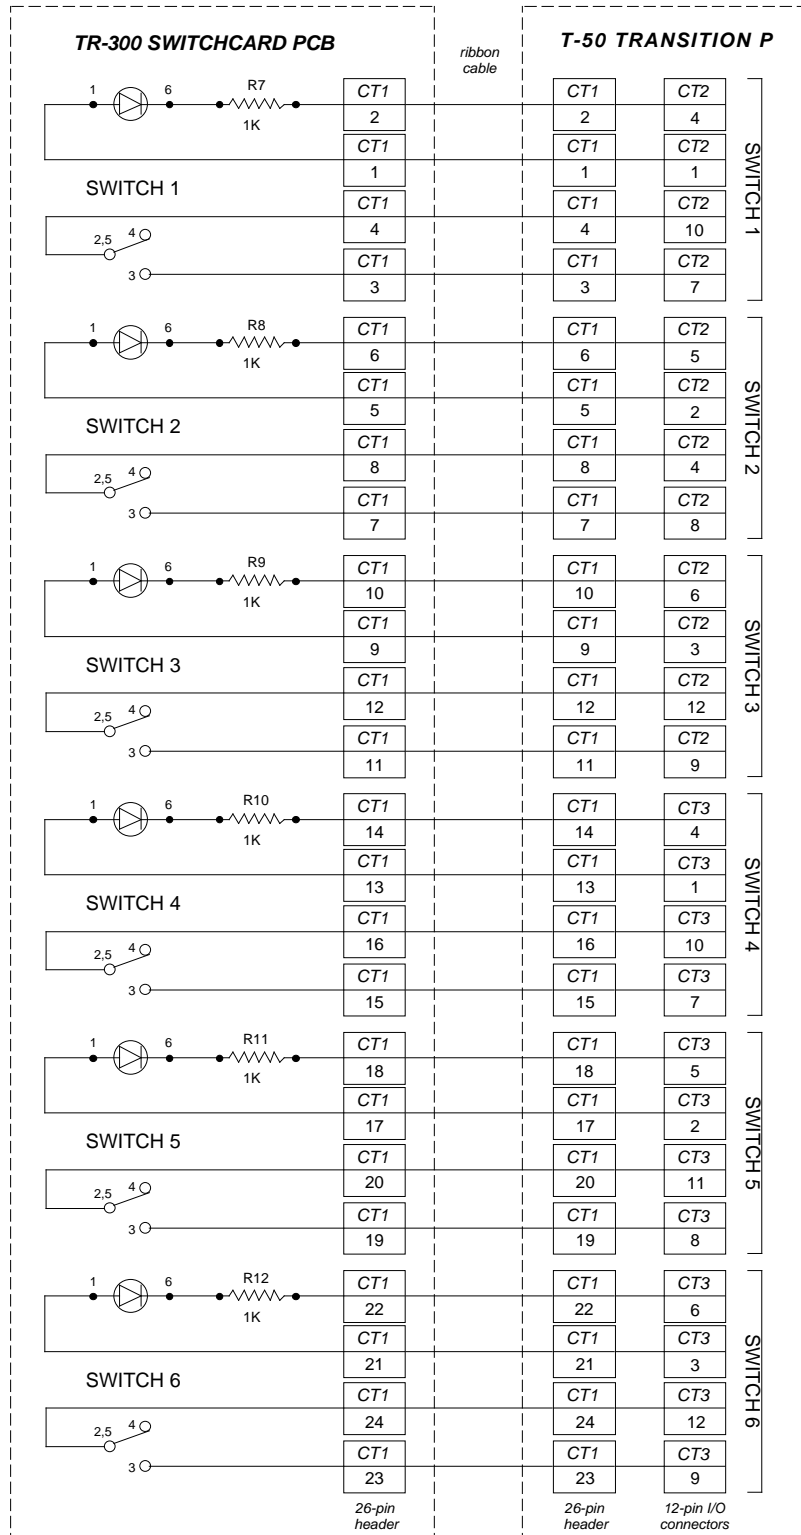 TR-300 SWITCHCARD PCB
ribbon
cable
T-50 TRANSITION P
1 6 R7 CT1 CT1 CT2
1K 2 2 4
CT1 CT1 CT2
1 1 1
SWITCH 1
CT1 CT1 CT2
2,5 4 4 4 10
CT1 CT1 CT2
3 3 3 7
SWITCH 1
1 6 R8 CT1 CT1 CT2
1K 6 6 5
CT1 CT1 CT2
5 5 2
SWITCH 2
CT1 CT1 CT2
2,5 4 8 8 4
CT1 CT1 CT2
3 7 7 8
SWITCH 2
1 6 R9 CT1 CT1 CT2
1K 10 10 6
CT1 CT1 CT2
9 9 3
SWITCH 3
CT1 CT1 CT2
2,5 4 12 12 12
CT1 CT1 CT2
3 11 11 9
SWITCH 3
1 6 R10 CT1 CT1 CT3
1K 14 14 4
CT1 CT1 CT3
13 13 1
SWITCH 4
CT1 CT1 CT3
2,5 4 16 16 10
CT1 CT1 CT3
3 15 15 7
SWITCH 4
1 6 R11 CT1 CT1 CT3
1K 18 18 5
CT1 CT1 CT3
17 17 2
SWITCH 5
CT1 CT1 CT3
2,5 4 20 20 11
CT1 CT1 CT3
3 19 19 8
SWITCH 5
1 6 R12 CT1 CT1 CT3
1K 22 22 6
CT1 CT1 CT3
21 21 3
SWITCH 6
CT1 CT1 CT3
2,5 4 24 24 12
CT1 CT1 CT3
3 23 23 9
SWITCH 6
26-pin
header
26-pin
header
12-pin I/O
connectors